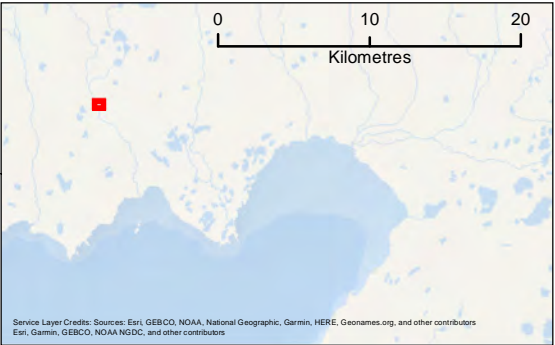 0 10 20
Kilometres
Service Layer Credits: Sources: Esri, GEBCO, NOAA, National Geographic, Garmin, HERE, Geonames.org, and other contributors
Esri, Garmin, GEBCO, NOAA NGDC, and other contributors